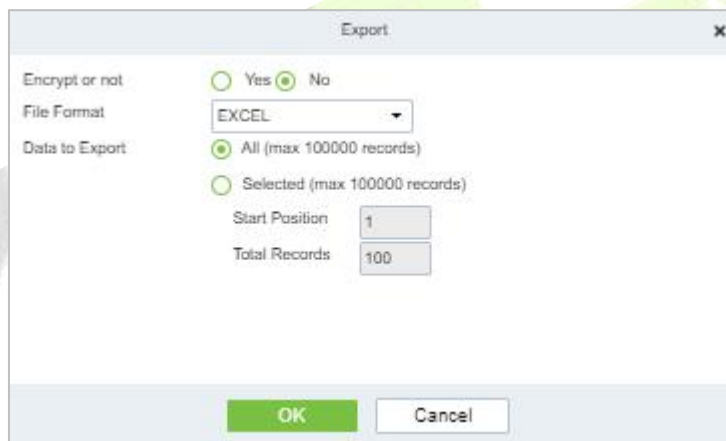 Export
Encrypt or not Yes No
File Format EXCEL
Data to Export All (max 100000 records)
Selected (max 100000 records)
Start Position 1
Total Records 100
OK Cancel